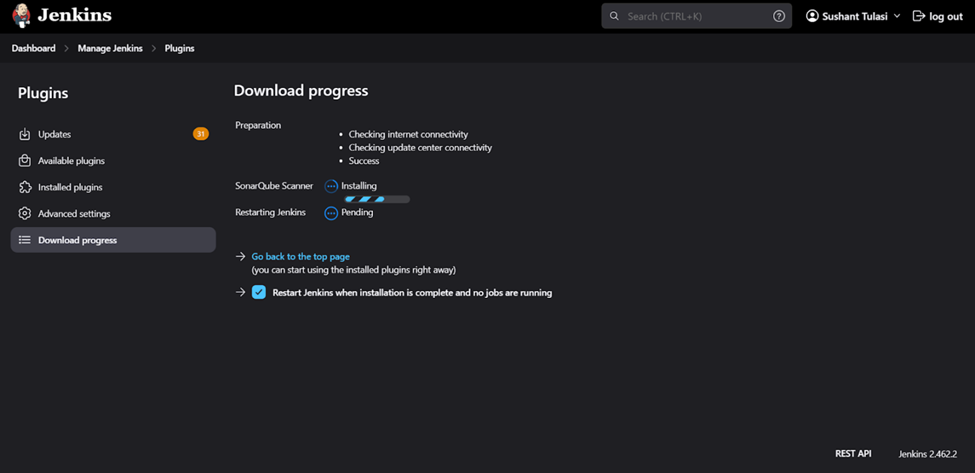 Jenkins
Search (CTRL+K)
Sushant Tulasi
log out
Dashboard
Manage Jenkins
Plugins
Plugins
Updates
31
Available plugins
Installed plugins
Advanced settings
Download progress
Download progress
Preparation
Checking internet connectivity
Checking update center connectivity
Success
SonarQube Scanner
Installing
Restarting Jenkins
Pending
Go back to the top page
(you can start using the installed plugins right away)
Restart Jenkins when installation is complete and no jobs are running
REST API
Jenkins 2.462.2